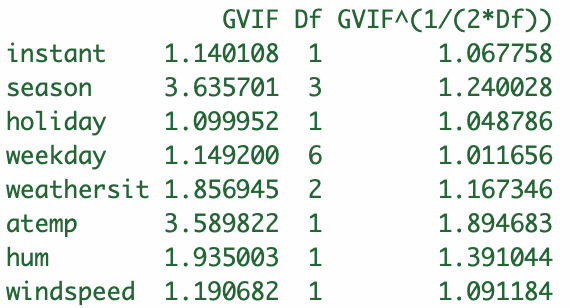 GVIF Df GVIF^(1/(2*Df))
instant 1.140108 1 1.067758
season 3.635701 3 1.240028
holiday 1.099952 1 1.048786
weekday 1.149200 6 1.011656
weathersit 1.856945 2 1.167346
atemp 3.589822 1 1.894683
hum 1.935003 1 1.391044
windspeed 1.190682 1 1.091184